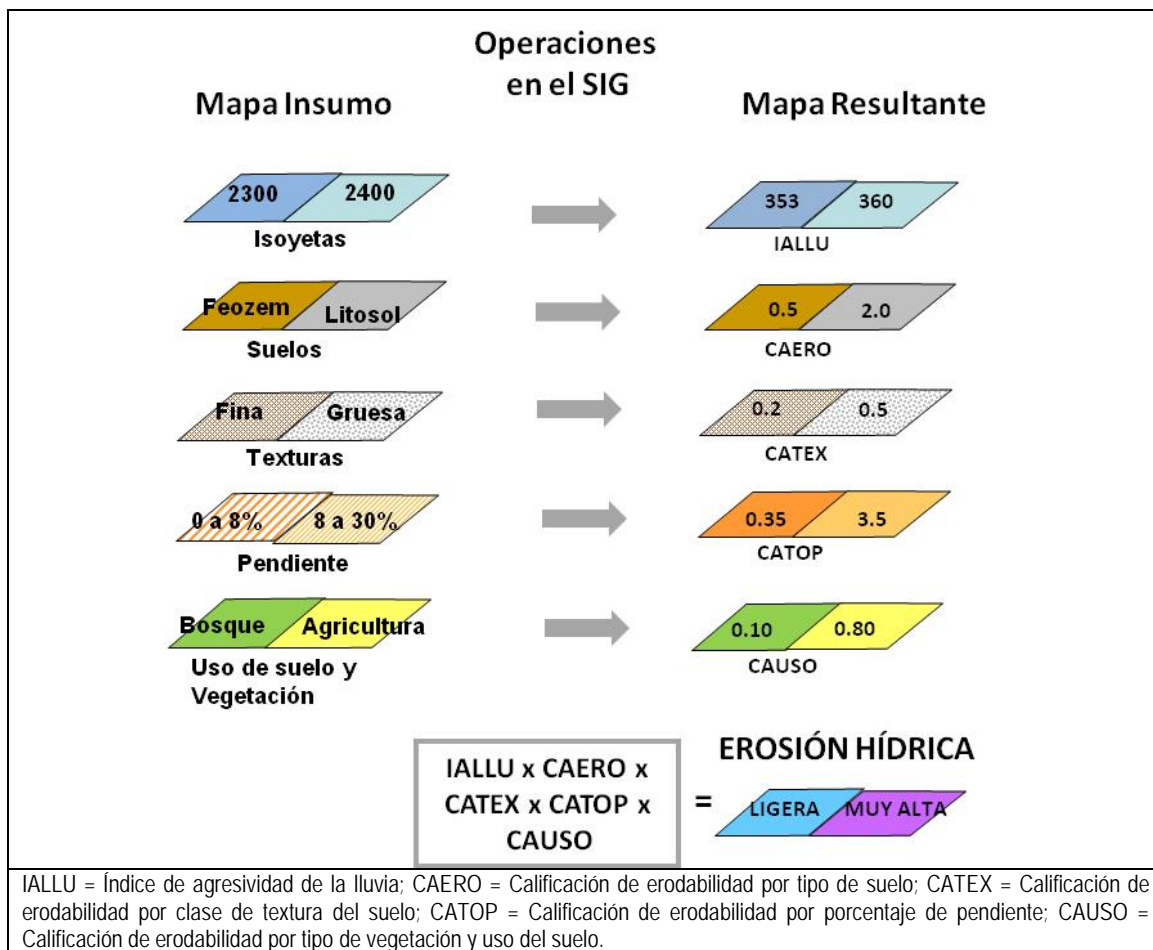 Operaciones
en el SIG
Mapa Insumo
Mapa Resultante
2300
2400
Isoyetas
353
360
IALLU
Feozem
Litosol
Suelos
0.5
2.0
CAERO
Fina
Gruesa
Texturas
0.2
0.5
CATEX
0 a 8%
8 a 30%
Pendiente
0.35
3.5
CATOP
Bosque
Agricultura
Uso de suelo y
Vegetación
0.10
0.80
CAUSO
IALLU x CAERO x
CATEX x CATOP x
CAUSO
=
EROSIÓN HÍDRICA
LIGERA
MUY ALTA
IALLU = Índice de agresividad de la lluvia; CAERO = Calificación de erodabilidad por tipo de suelo; CATEX = Calificación de
erodabilidad por clase de textura del suelo; CATOP = Calificación de erodabilidad por porcentaje de pendiente; CAUSO =
Calificación de erodabilidad por tipo de vegetación y uso del suelo.